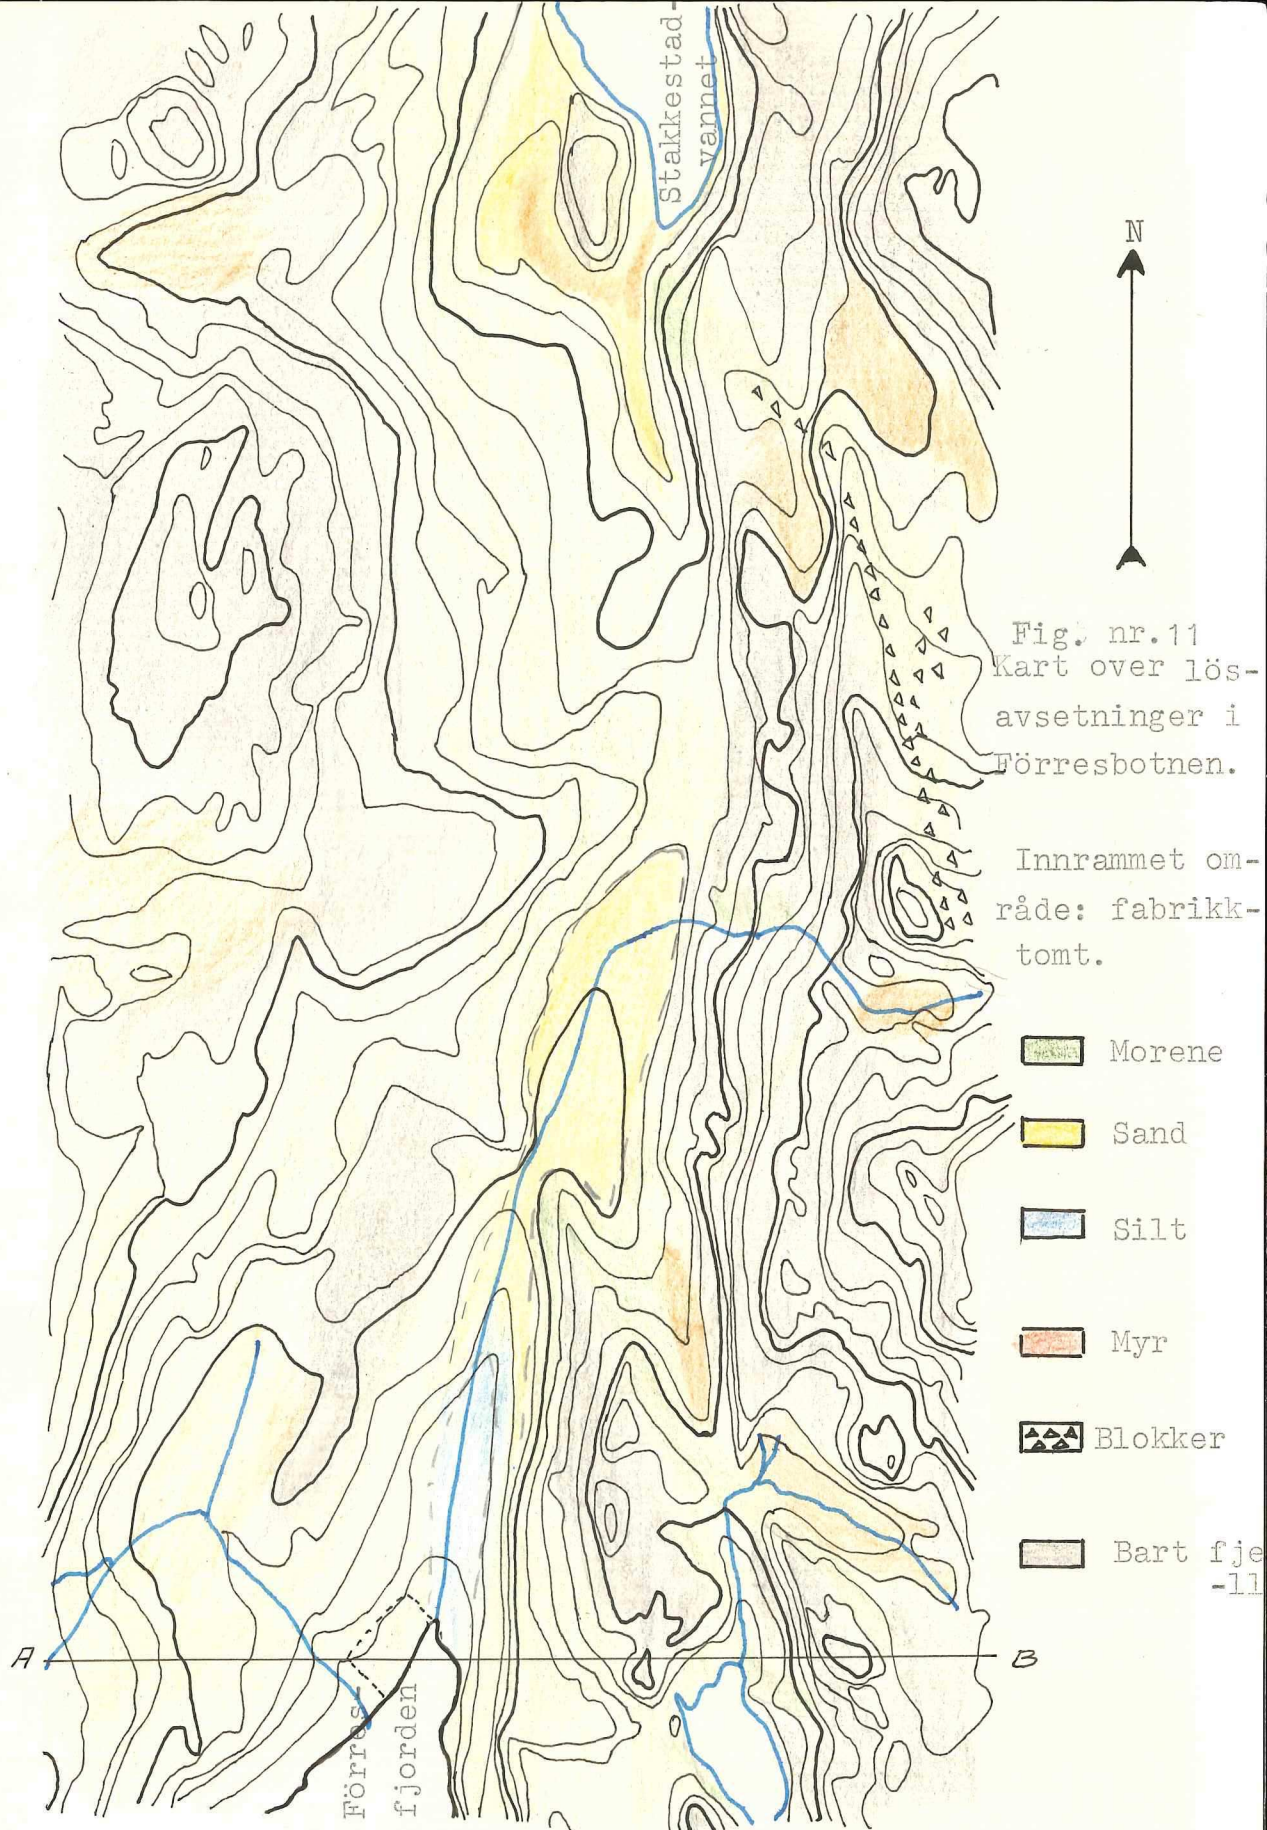 Stakkestad-
vannet
N
Fig. nr.11
Kart over lös-
avsetninger i
Förresbotnen.
Innrammet om-
råde: fabrikk-
tomt.
Morene
Sand
Silt
Myr
Blokker
Bart fje
-ll
A
B
Förres-
fjorden